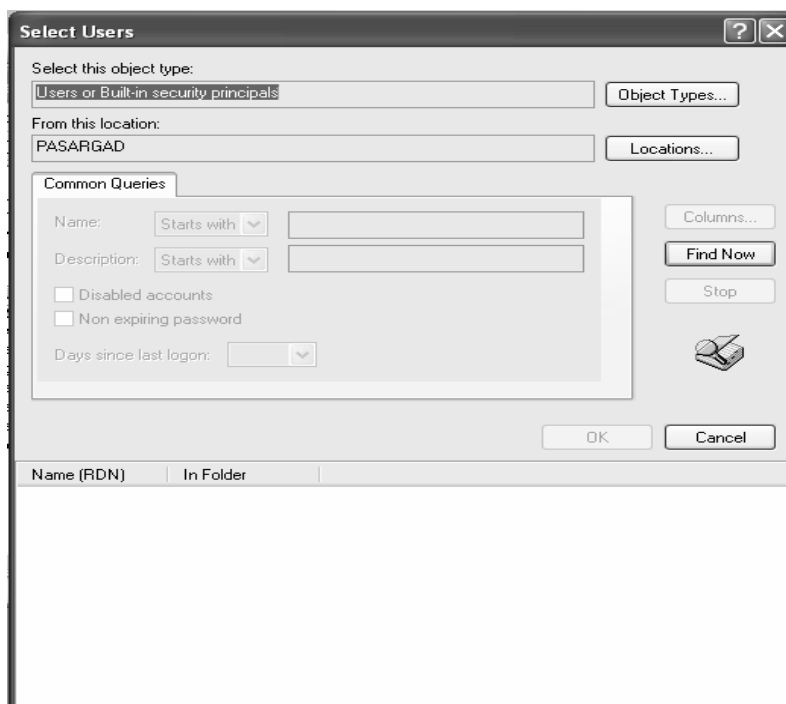 Select Users
Select this object type:
Users or Built-in security principals
Object Types...
From this location:
PASARGAD
Locations...
Common Queries
Name:
Starts with
Columns...
Description:
Starts with
Find Now
Disabled accounts
Stop
Non expiring password
Days since last logon:
OK
Cancel
Name (RDN)
In Folder